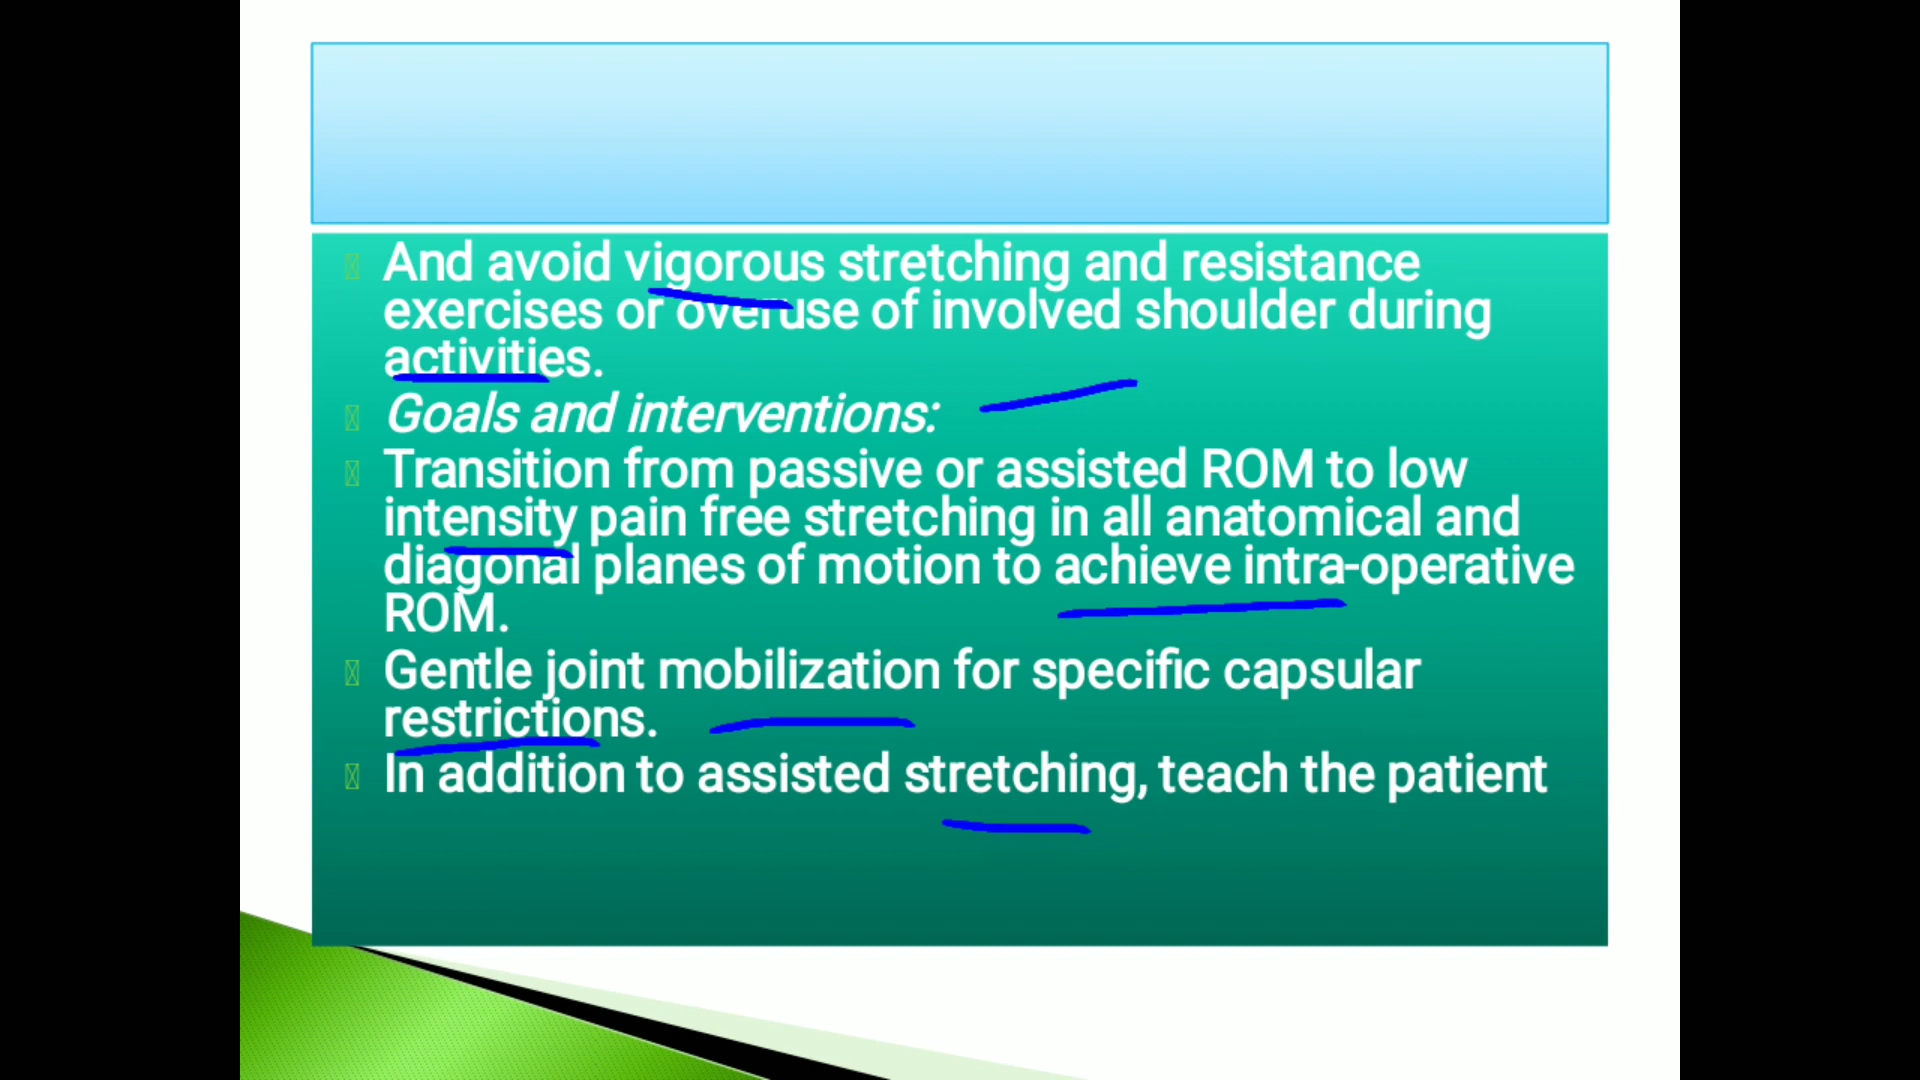 And avoid vigorous stretching and resistance
exercises or overuse of involved shoulder during
activities.
Goals and interventions:
Transition from passive or assisted ROM to low
intensity pain free stretching in all anatomical and
diagonal planes of motion to achieve intra-operative
ROM.
Gentle joint mobilization for specific capsular
restrictions.
In addition to assisted stretching, teach the patient